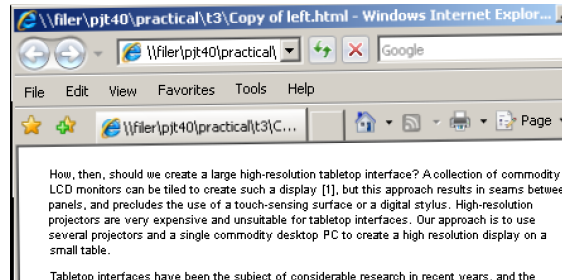 \\filer\pjt40\practical\t3\Copy of left.html - Windows Internet Explor...
\\filer\pjt40\practical\ Google
File Edit View Favorites Tools Help
\\filer\pjt40\practical\t3\C... Page
How, then, should we create a large high-resolution tabletop interface? A collection of commodity
LCD monitors can be tiled to create such a display [1], but this approach results in seams betwee
panels, and precludes the use of a touch-sensing surface or a digital stylus. High-resolution
projectors are very expensive and unsuitable for tabletop interfaces. Our approach is to use
several projectors and a single commodity desktop PC to create a high resolution display on a
small table.
Tabletop interfaces have been the subject of considerable research in recent years, and the